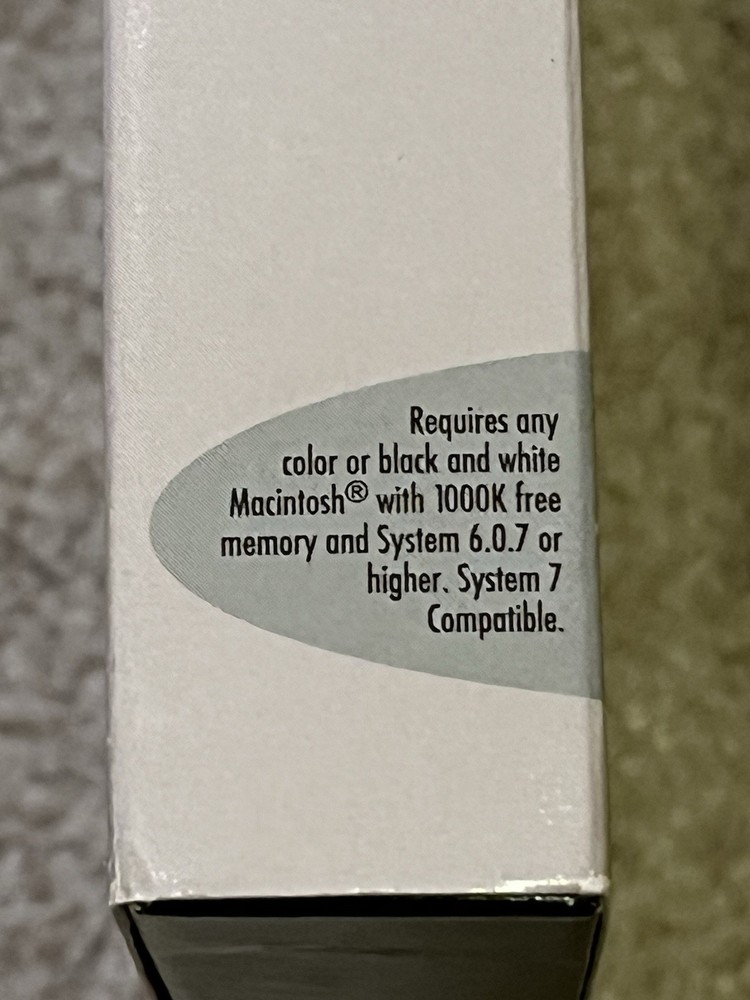 Requires any
color or black and white
Macintosh® with 1000K free
memory and System 6.0.7 or
higher. System 7
Compatible.